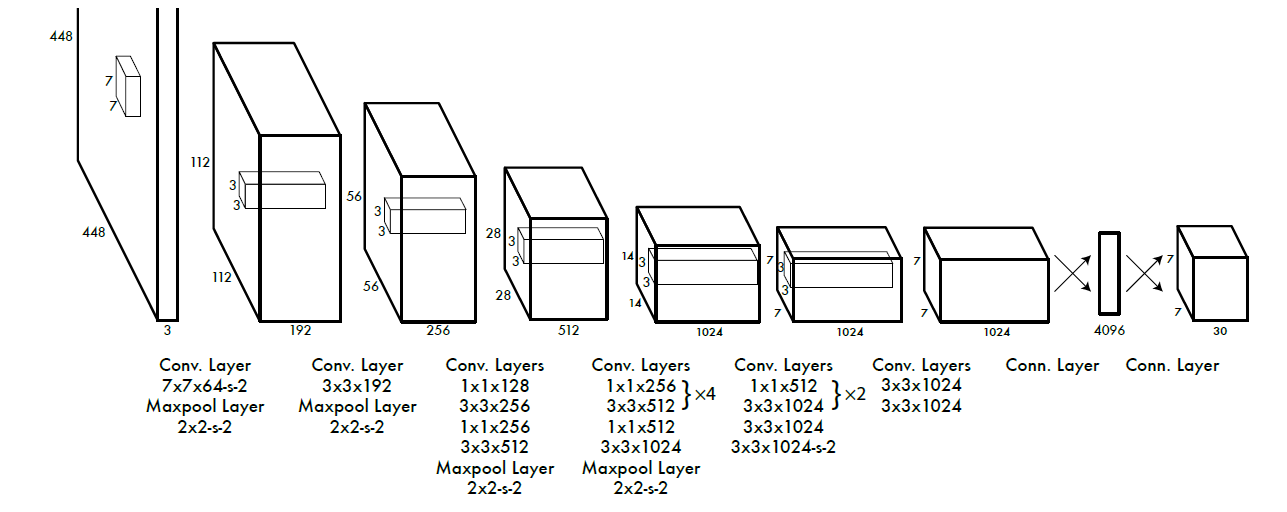 448
7
7
448
3
112
3
3
112
192
56
3
3
56
256
28
3
3
28
512
14
3
3
14
1024
7
3
3
7
1024
7
7
1024
4096
7
7
30
Conv. Layer
7x7x64-s-2
Maxpool Layer
2x2-s-2
Conv. Layer
3x3x192
Maxpool Layer
2x2-s-2
Conv. Layers
1x1x128
3x3x256
1x1x256
3x3x512
Maxpool Layer
2x2-s-2
Conv. Layers
1x1x256
3x3x512
} ×4
1x1x512
3x3x1024
Maxpool Layer
2x2-s-2
Conv. Layers
1x1x512
3x3x1024
} ×2
3x3x1024
3x3x1024-s-2
Conv. Layers
3x3x1024
3x3x1024
Conn. Layer
Conn. Layer